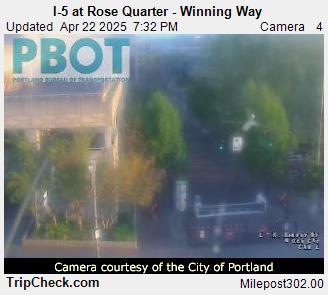 I-5 at Rose Quarter - Winning Way
Updated Apr 22 2025 7:32 PM Camera 4
PBOT
PORTLAND BUREAU OF TRANSPORTATION
Camera courtesy of the City of Portland
TripCheck.com Milepost302.00